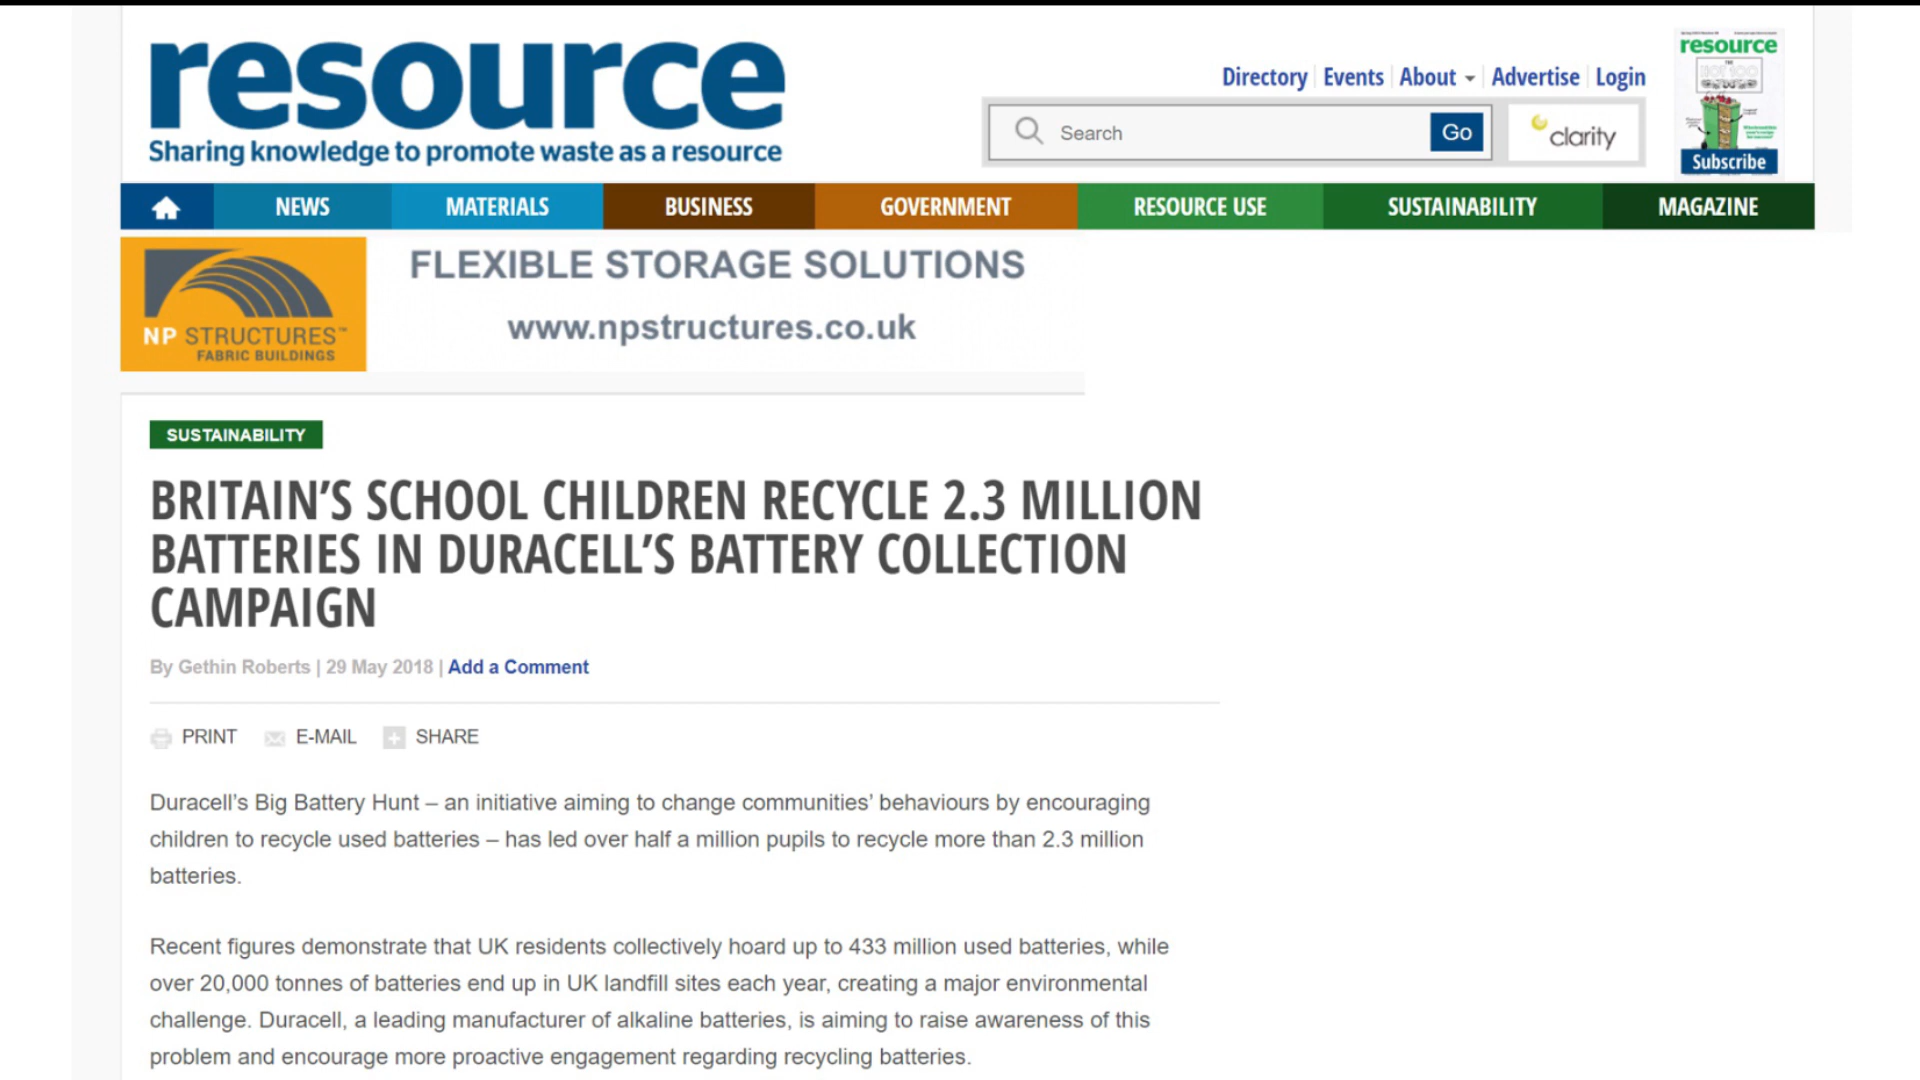 resource
Sharing knowledge to promote waste as a resource
Directory Events About Advertise Login
Search Go
clarity
resource
Subscribe
NEWS MATERIALS BUSINESS GOVERNMENT RESOURCE USE SUSTAINABILITY MAGAZINE
NP STRUCTURES™
FABRIC BUILDINGS
FLEXIBLE STORAGE SOLUTIONS
www.npstructures.co.uk
SUSTAINABILITY
BRITAIN’S SCHOOL CHILDREN RECYCLE 2.3 MILLION
BATTERIES IN DURACELL’S BATTERY COLLECTION
CAMPAIGN
By Gethin Roberts | 29 May 2018 | Add a Comment
PRINT E-MAIL SHARE
Duracell’s Big Battery Hunt – an initiative aiming to change communities’ behaviours by encouraging
children to recycle used batteries – has led over half a million pupils to recycle more than 2.3 million
batteries.
Recent figures demonstrate that UK residents collectively hoard up to 433 million used batteries, while
over 20,000 tonnes of batteries end up in UK landfill sites each year, creating a major environmental
challenge. Duracell, a leading manufacturer of alkaline batteries, is aiming to raise awareness of this
problem and encourage more proactive engagement regarding recycling batteries.